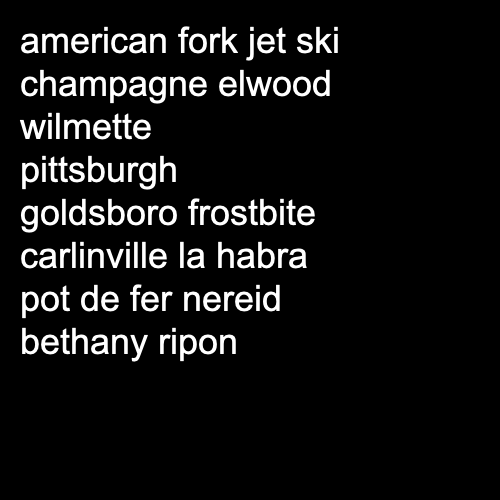 american fork jet ski
champagne elwood
wilmette
pittsburgh
goldsboro frostbite
carlinville la habra
pot de fer nereid
bethany ripon